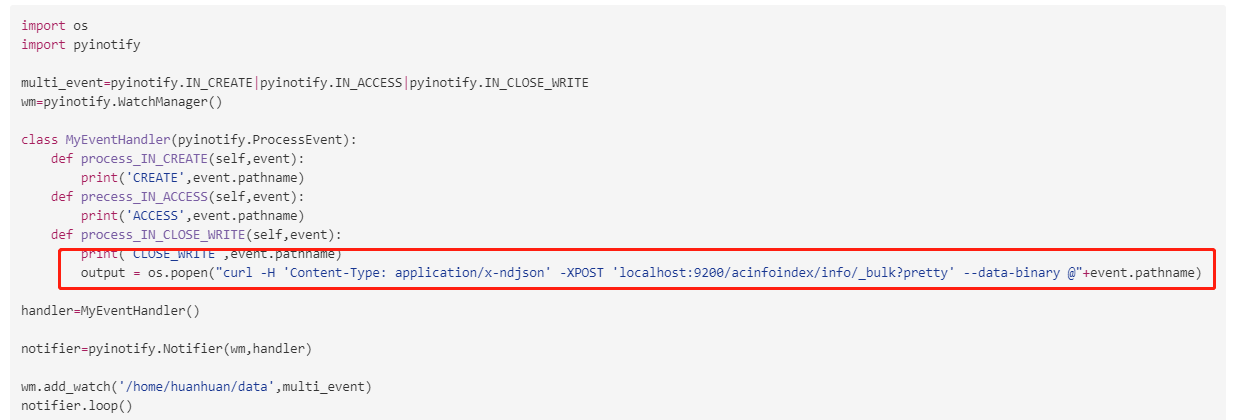 import os
import pyinotify
multi_event=pyinotify.IN_CREATE|pyinotify.IN_ACCESS|pyinotify.IN_CLOSE_WRITE
wm=pyinotify.WatchManager()
class MyEventHandler(pyinotify.ProcessEvent):
    def process_IN_CREATE(self,event):
        print('CREATE',event.pathname)
    def precess_IN_ACCESS(self,event):
        print('ACCESS',event.pathname)
    def process_IN_CLOSE_WRITE(self,event):
        print('CLOSE_WRITE',event.pathname)
        output = os.popen("curl -H 'Content-Type: application/x-ndjson' -XPOST 'localhost:9200/acinfoindex/info/_bulk?pretty' --data-binary @"+event.pathname)
handler=MyEventHandler()
notifier=pyinotify.Notifier(wm,handler)
wm.add_watch('/home/huanhuan/data',multi_event)
notifier.loop()